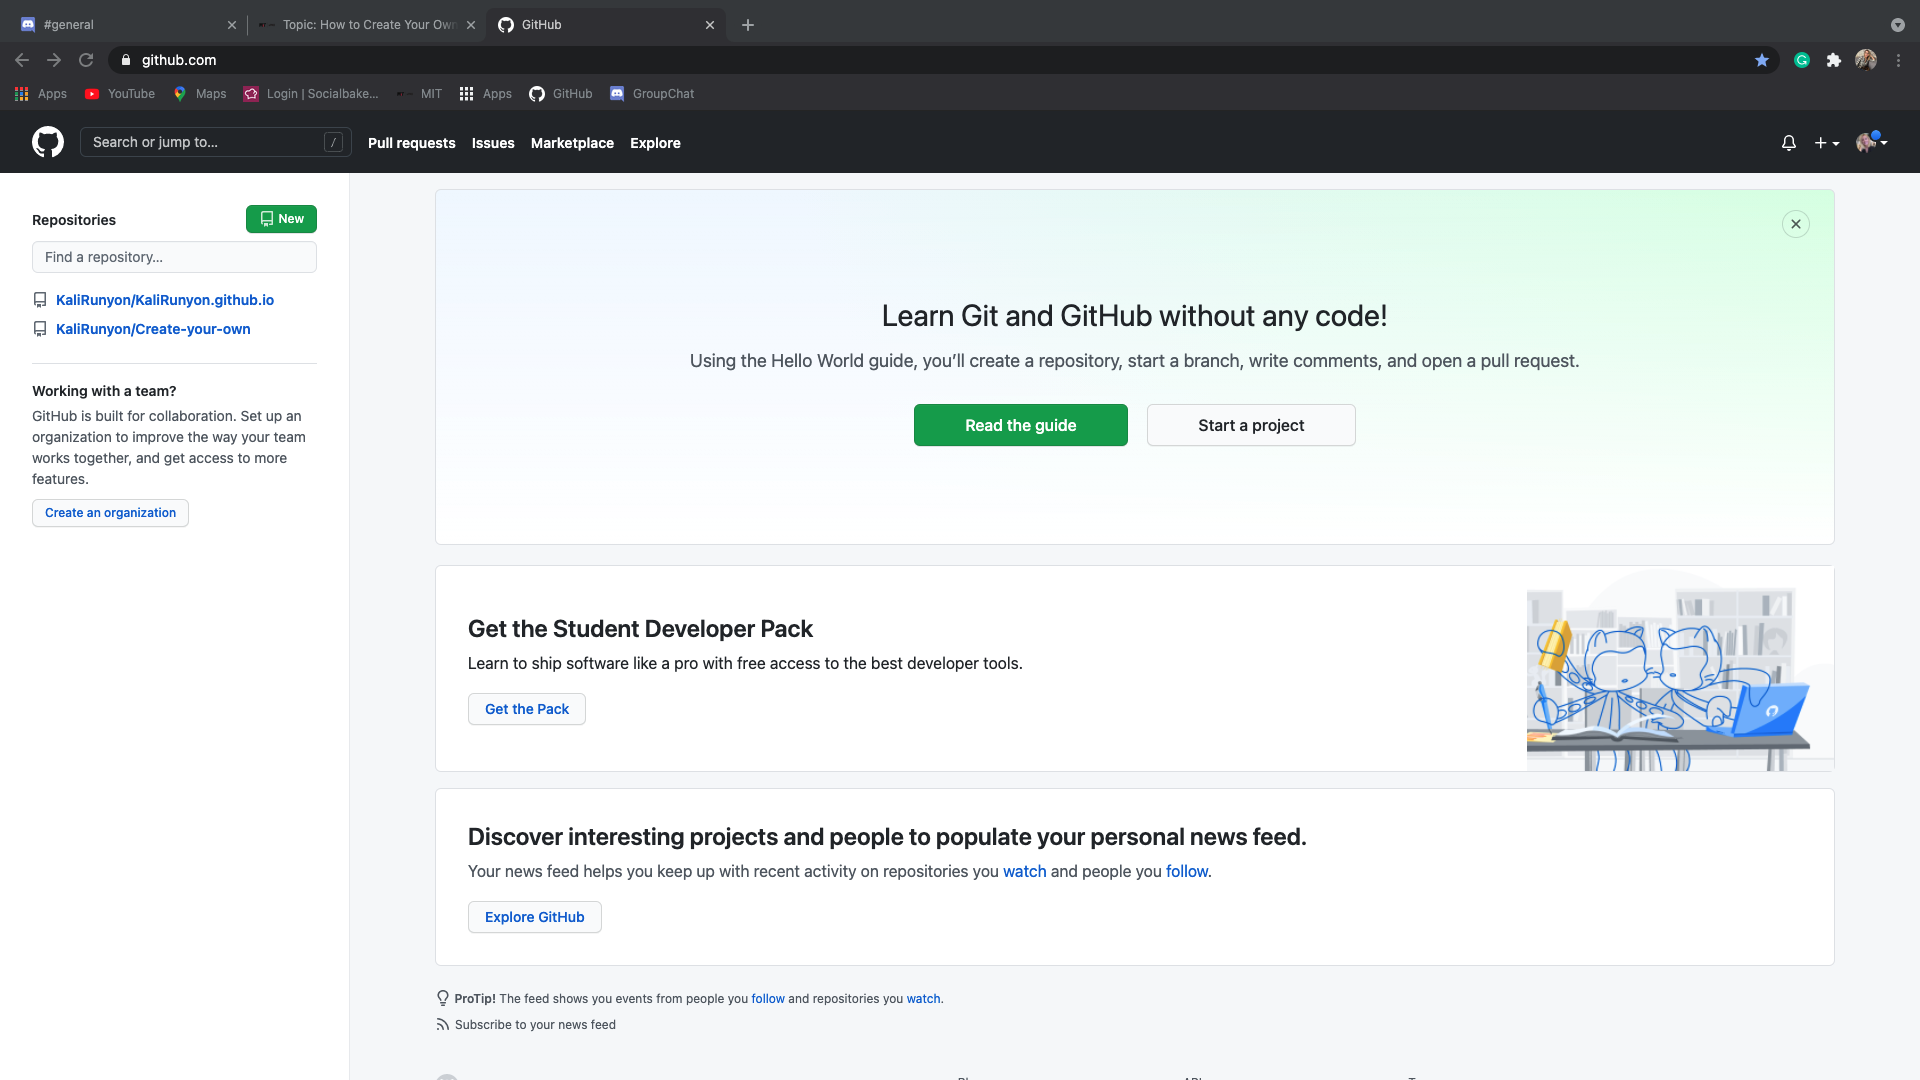 #general
Topic: How to Create Your Own
GitHub
github.com
Apps
YouTube
Maps
Login | Socialbake...
MIT
Apps
GitHub
GroupChat
Search or jump to...
/
Pull requests
Issues
Marketplace
Explore
Repositories
New
Find a repository...
KaliRunyon/KaliRunyon.github.io
KaliRunyon/Create-your-own
Working with a team?
GitHub is built for collaboration. Set up an
organization to improve the way your team
works together, and get access to more
features.
Create an organization
Learn Git and GitHub without any code!
Using the Hello World guide, you’ll create a repository, start a branch, write comments, and open a pull request.
Read the guide
Start a project
Get the Student Developer Pack
Learn to ship software like a pro with free access to the best developer tools.
Get the Pack
Discover interesting projects and people to populate your personal news feed.
Your news feed helps you keep up with recent activity on repositories you watch and people you follow.
Explore GitHub
ProTip! The feed shows you events from people you follow and repositories you watch.
Subscribe to your news feed